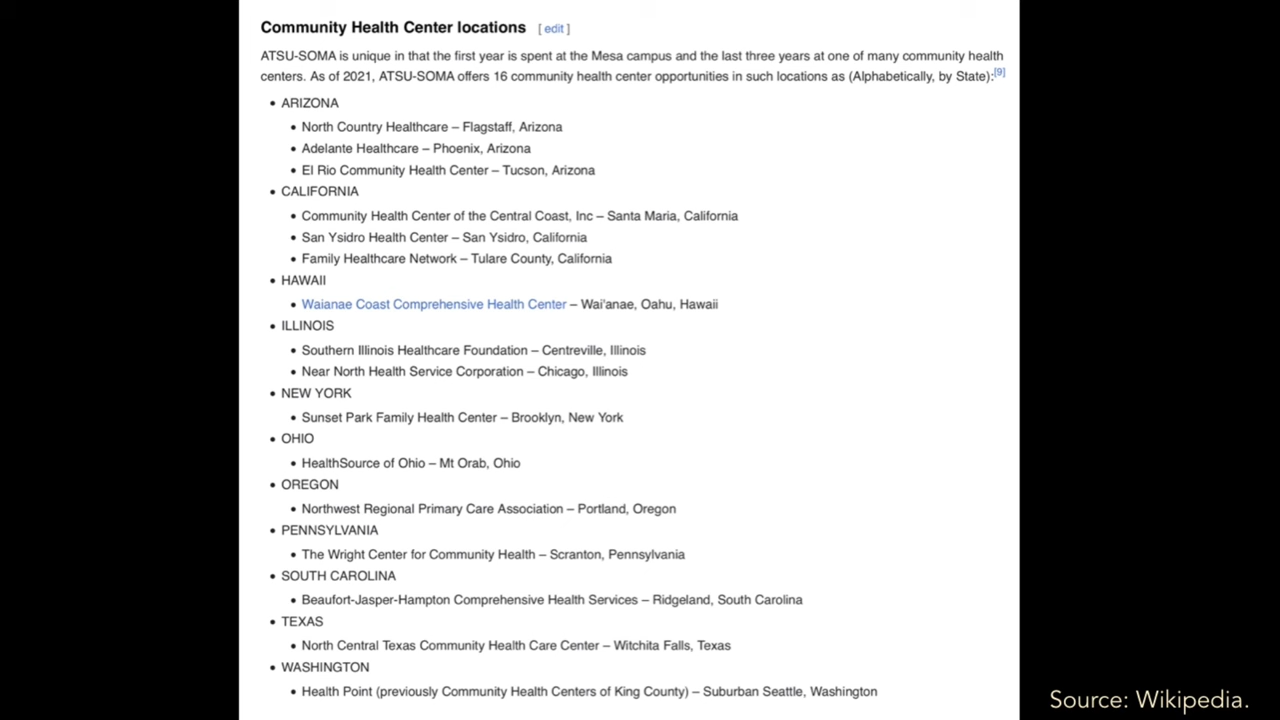 Community Health Center locations [ edit ]
ATSU-SOMA is unique in that the first year is spent at the Mesa campus and the last three years at one of many community health
centers. As of 2021, ATSU-SOMA offers 16 community health center opportunities in such locations as (Alphabetically, by State):[9]
• ARIZONA
• North Country Healthcare – Flagstaff, Arizona
• Adelante Healthcare – Phoenix, Arizona
• El Rio Community Health Center – Tucson, Arizona
• CALIFORNIA
• Community Health Center of the Central Coast, Inc – Santa Maria, California
• San Ysidro Health Center – San Ysidro, California
• Family Healthcare Network – Tulare County, California
• HAWAII
• Waianae Coast Comprehensive Health Center – Wai'anae, Oahu, Hawaii
• ILLINOIS
• Southern Illinois Healthcare Foundation – Centreville, Illinois
• Near North Health Service Corporation – Chicago, Illinois
• NEW YORK
• Sunset Park Family Health Center – Brooklyn, New York
• OHIO
• HealthSource of Ohio – Mt Orab, Ohio
• OREGON
• Northwest Regional Primary Care Association – Portland, Oregon
• PENNSYLVANIA
• The Wright Center for Community Health – Scranton, Pennsylvania
• SOUTH CAROLINA
• Beaufort-Jasper-Hampton Comprehensive Health Services – Ridgeland, South Carolina
• TEXAS
• North Central Texas Community Health Care Center – Witchita Falls, Texas
• WASHINGTON
• Health Point (previously Community Health Centers of King County) – Suburban Seattle, Washington
Source: Wikipedia.